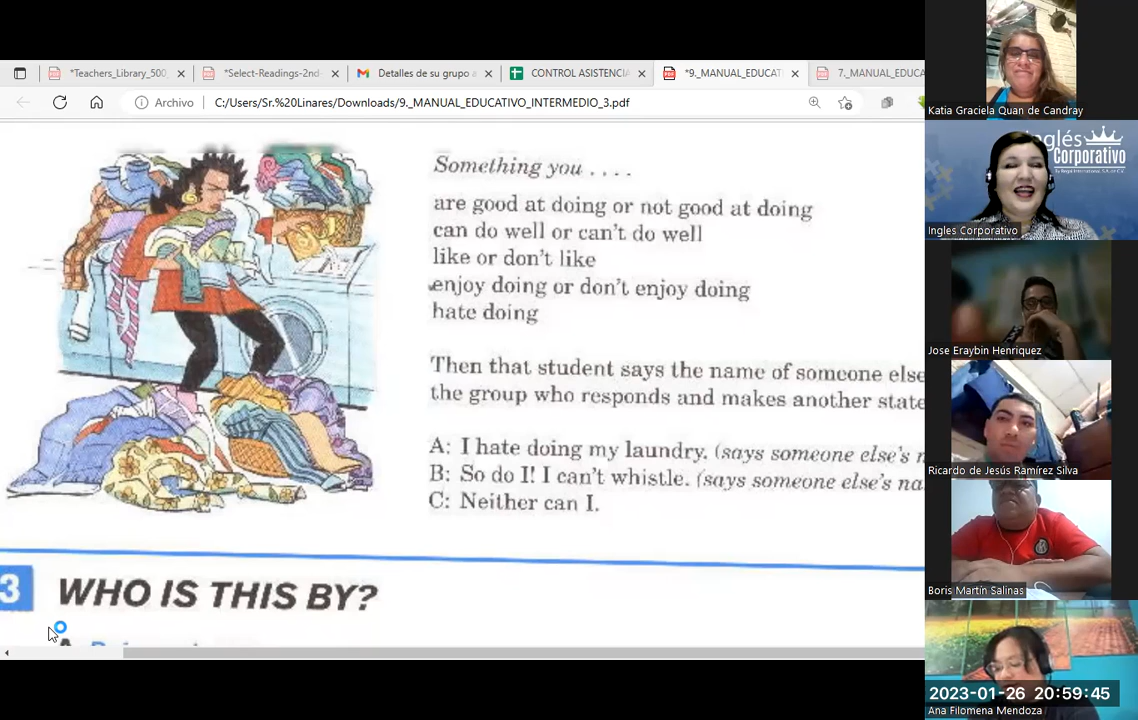 *Teachers_Library_500_
*Select-Readings-2nd-
Detalles de su grupo a
CONTROL ASISTENCIA
*9._MANUAL_EDUCATI
7._MANUAL_EDUCA
Archivo
C:/Users/Sr.%20Linares/Downloads/9._MANUAL_EDUCATIVO_INTERMEDIO_3.pdf
Something you . . . .
are good at doing or not good at doing
can do well or can't do well
like or don't like
enjoy doing or don't enjoy doing
hate doing
Then that student says the name of someone else
the group who responds and makes another state
A: I hate doing my laundry. (says someone else's n
B: So do I! I can't whistle. (says someone else's na
C: Neither can I.
3 WHO IS THIS BY?
Katia Graciela Quan de Candray
Inglés
Corporativo
Ingles Corporativo
Jose Eraybin Henriquez
Ricardo de Jesús Ramírez Silva
Boris Martín Salinas
2023-01-26 20:59:45
Ana Filomena Mendoza